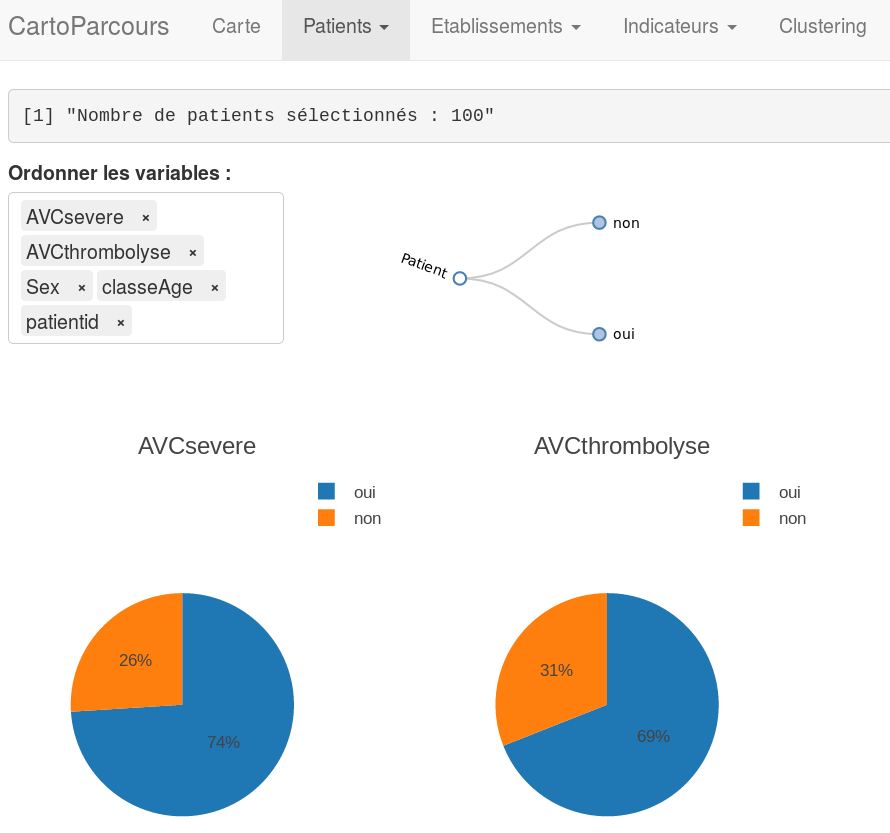 CartoParcours Carte Patients Etablissements Indicateurs Clustering
[1] "Nombre de patients sélectionnés : 100"
Ordonner les variables :
AVCsevere ×
AVCthrombolyse ×
Sex × classeAge ×
patientid ×
non
Patient
oui
AVCsevere
oui
non
26%
74%
AVCthrombolyse
oui
non
31%
69%